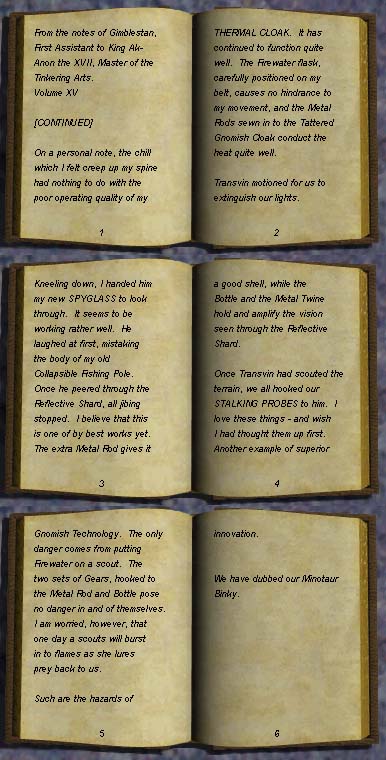 From the notes of Gimblestan,
First Assistant to King Ak-
Anon the XVII, Master of the
Tinkering Arts.
Volume XV
[CONTINUED]
On a personal note, the chill
which I felt creep up my spine
had nothing to do with the
poor operating quality of my
1
THERMAL CLOAK. It has
continued to function quite
well. The Firewater flask,
carefully positioned on my
belt, causes no hindrance to
my movement, and the Metal
Rods sewn in to the Tattered
Gnomish Cloak conduct the
heat quite well.
Transvin motioned for us to
extinguish our lights.
2
Kneeling down, I handed him
my new SPYGLASS to look
through. It seems to be
working rather well. He
laughed at first, mistaking
the body of my old
Collapsible Fishing Pole.
Once he peered through the
Reflective Shard, all jibing
stopped. I believe that this
is one of by best works yet.
The extra Metal Rod gives it
3
a good shell, while the
Bottle and the Metal Twine
hold and amplify the vision
seen through the Reflective
Shard.
Once Transvin had scouted the
terrain, we all hooked our
STALKING PROBES to him. I
love these things - and wish
I had thought them up first.
Another example of superior
4
Gnomish Technology. The only
danger comes from putting
Firewater on a scout. The
two sets of Gears, hooked to
the Metal Rod and Bottle pose
no danger in and of themselves.
I am worried, however, that
one day a scouts will burst
in to flames as she lures
prey back to us.
Such are the hazards of
5
innovation.
We have dubbed our Minotaur
Binky.
6